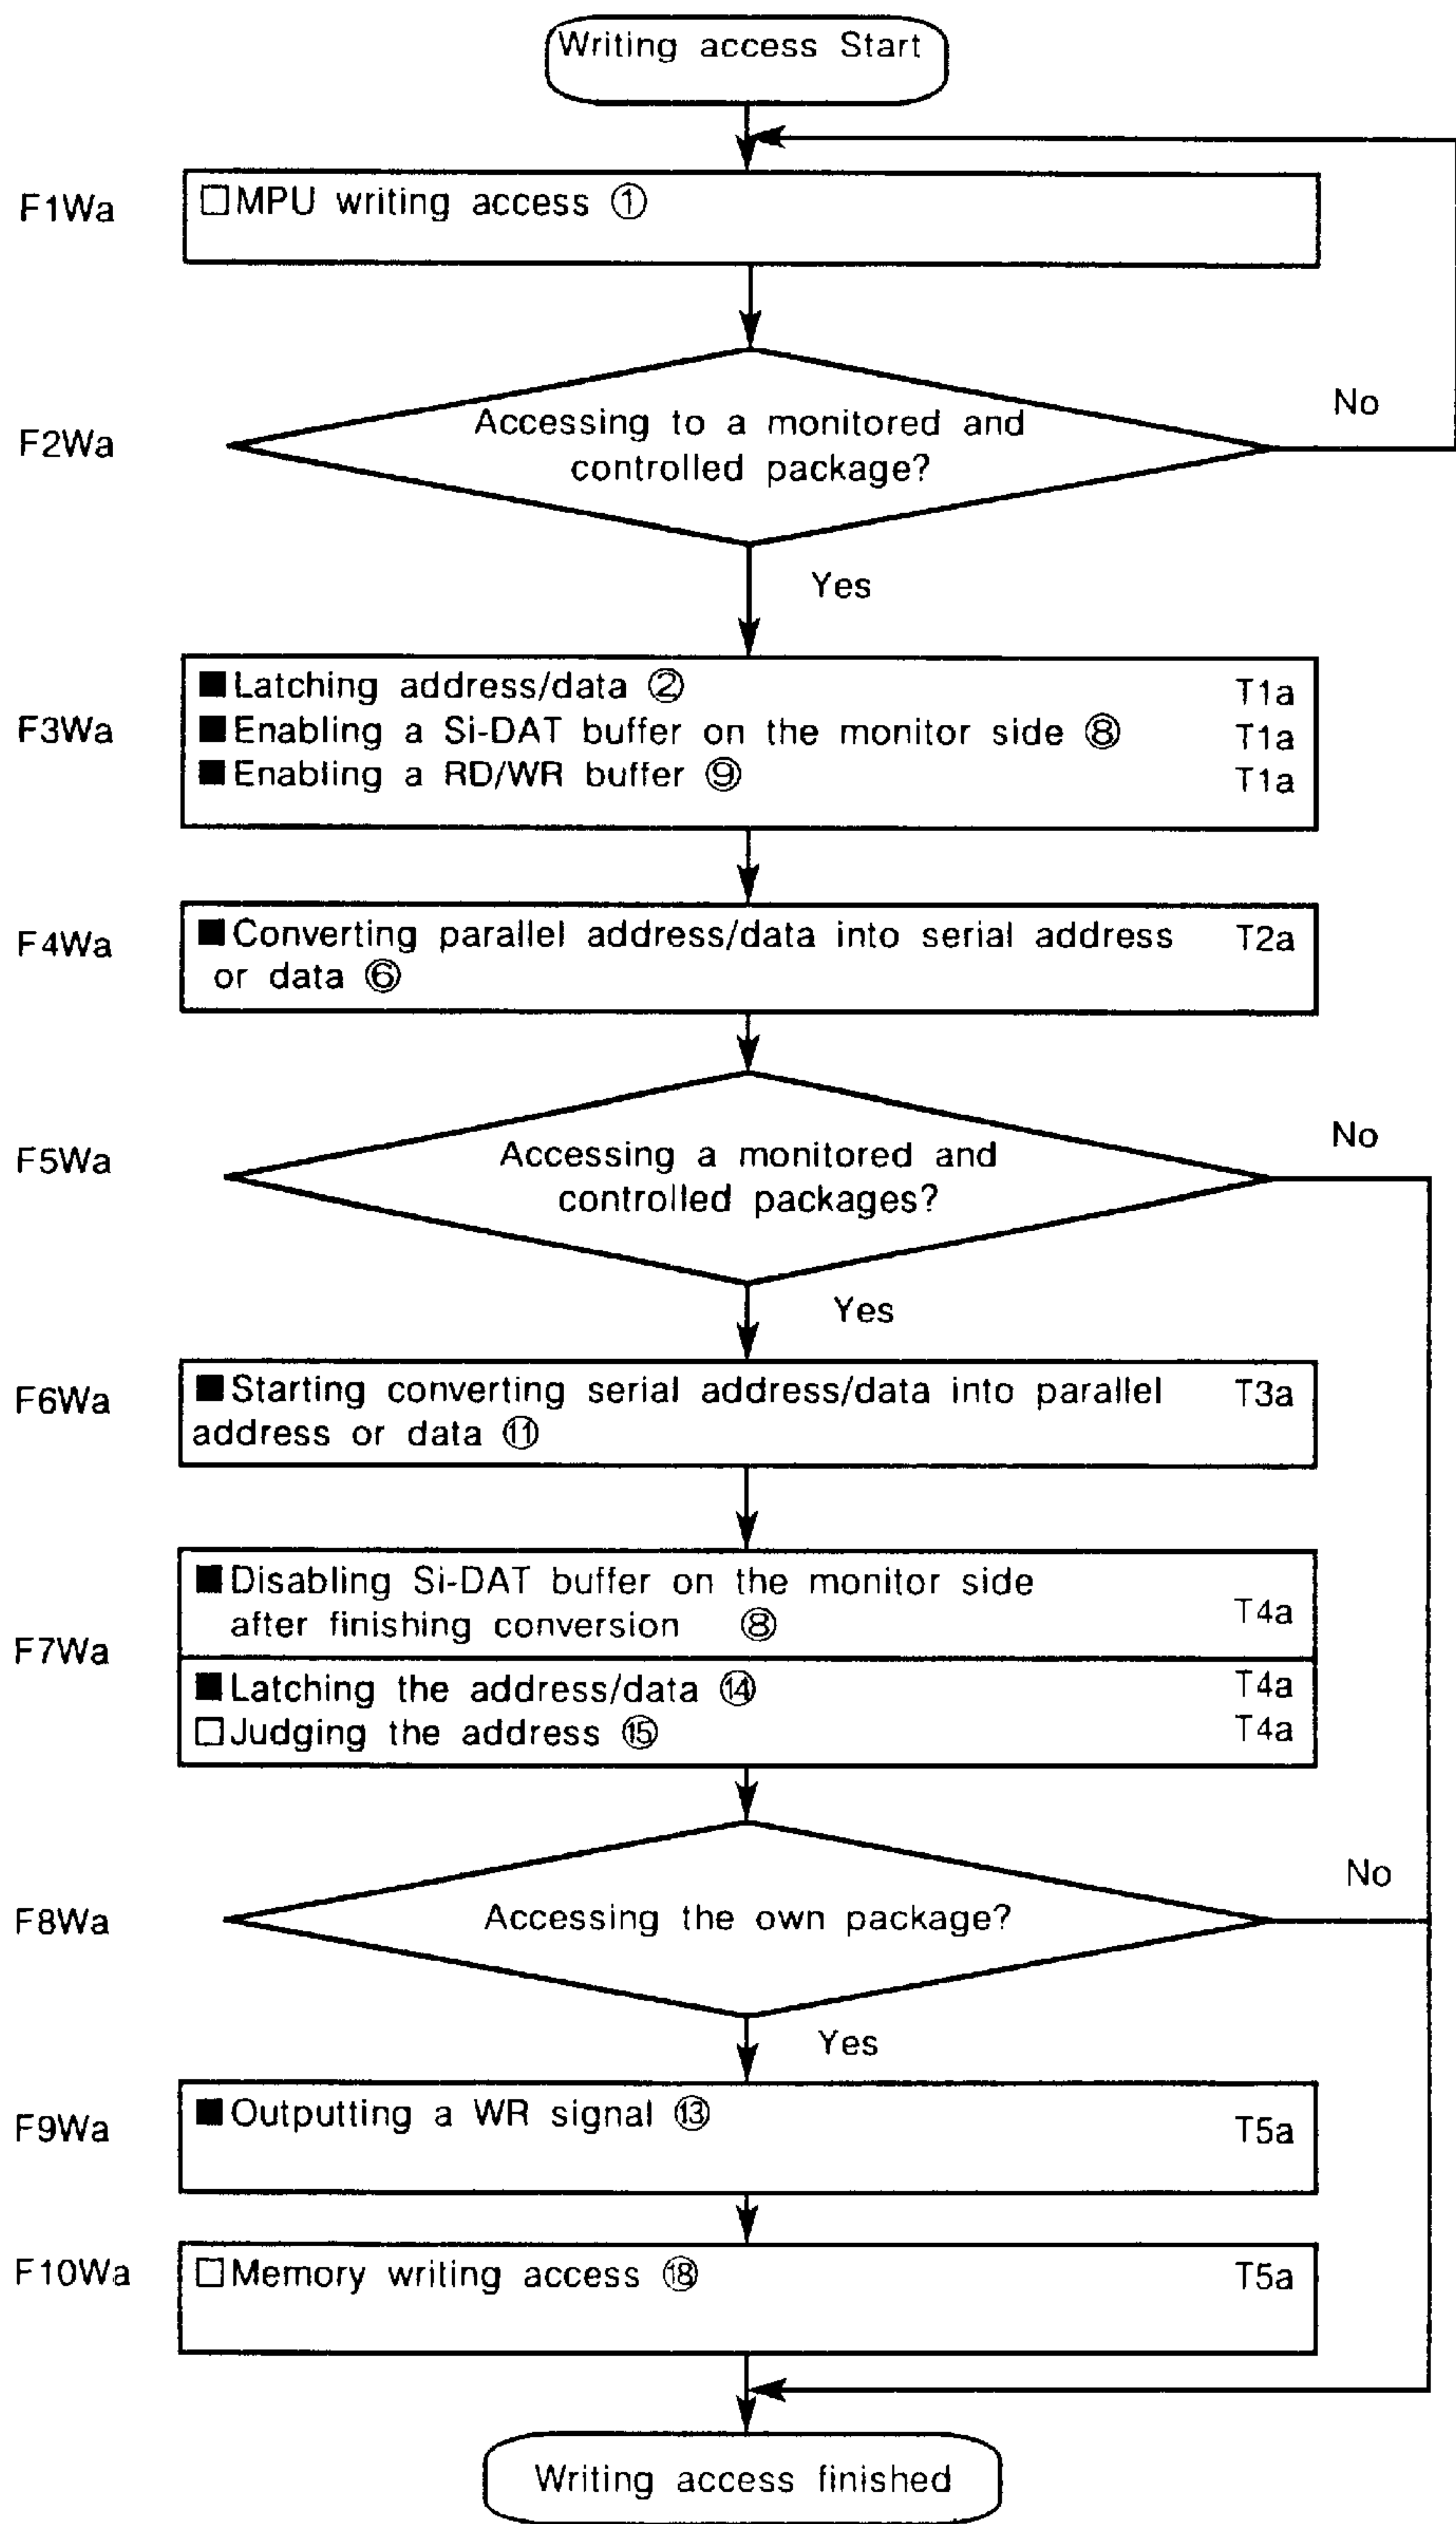 Writing access Start
F1Wa
□MPU writing access ①
F2Wa
Accessing to a monitored and
controlled package?
No
Yes
F3Wa
■Latching address/data ② T1a
■Enabling a Si-DAT buffer on the monitor side ⑧ T1a
■Enabling a RD/WR buffer ⑨ T1a
F4Wa
■Converting parallel address/data into serial address T2a
or data ⑥
F5Wa
Accessing a monitored and
controlled packages?
No
Yes
F6Wa
■Starting converting serial address/data into parallel T3a
address or data ⑪
F7Wa
■Disabling Si-DAT buffer on the monitor side
after finishing conversion ⑧ T4a
■Latching the address/data ⑭ T4a
□Judging the address ⑮ T4a
F8Wa
Accessing the own package?
No
Yes
F9Wa
■Outputting a WR signal ⑬ T5a
F10Wa
□Memory writing access ⑱ T5a
Writing access finished